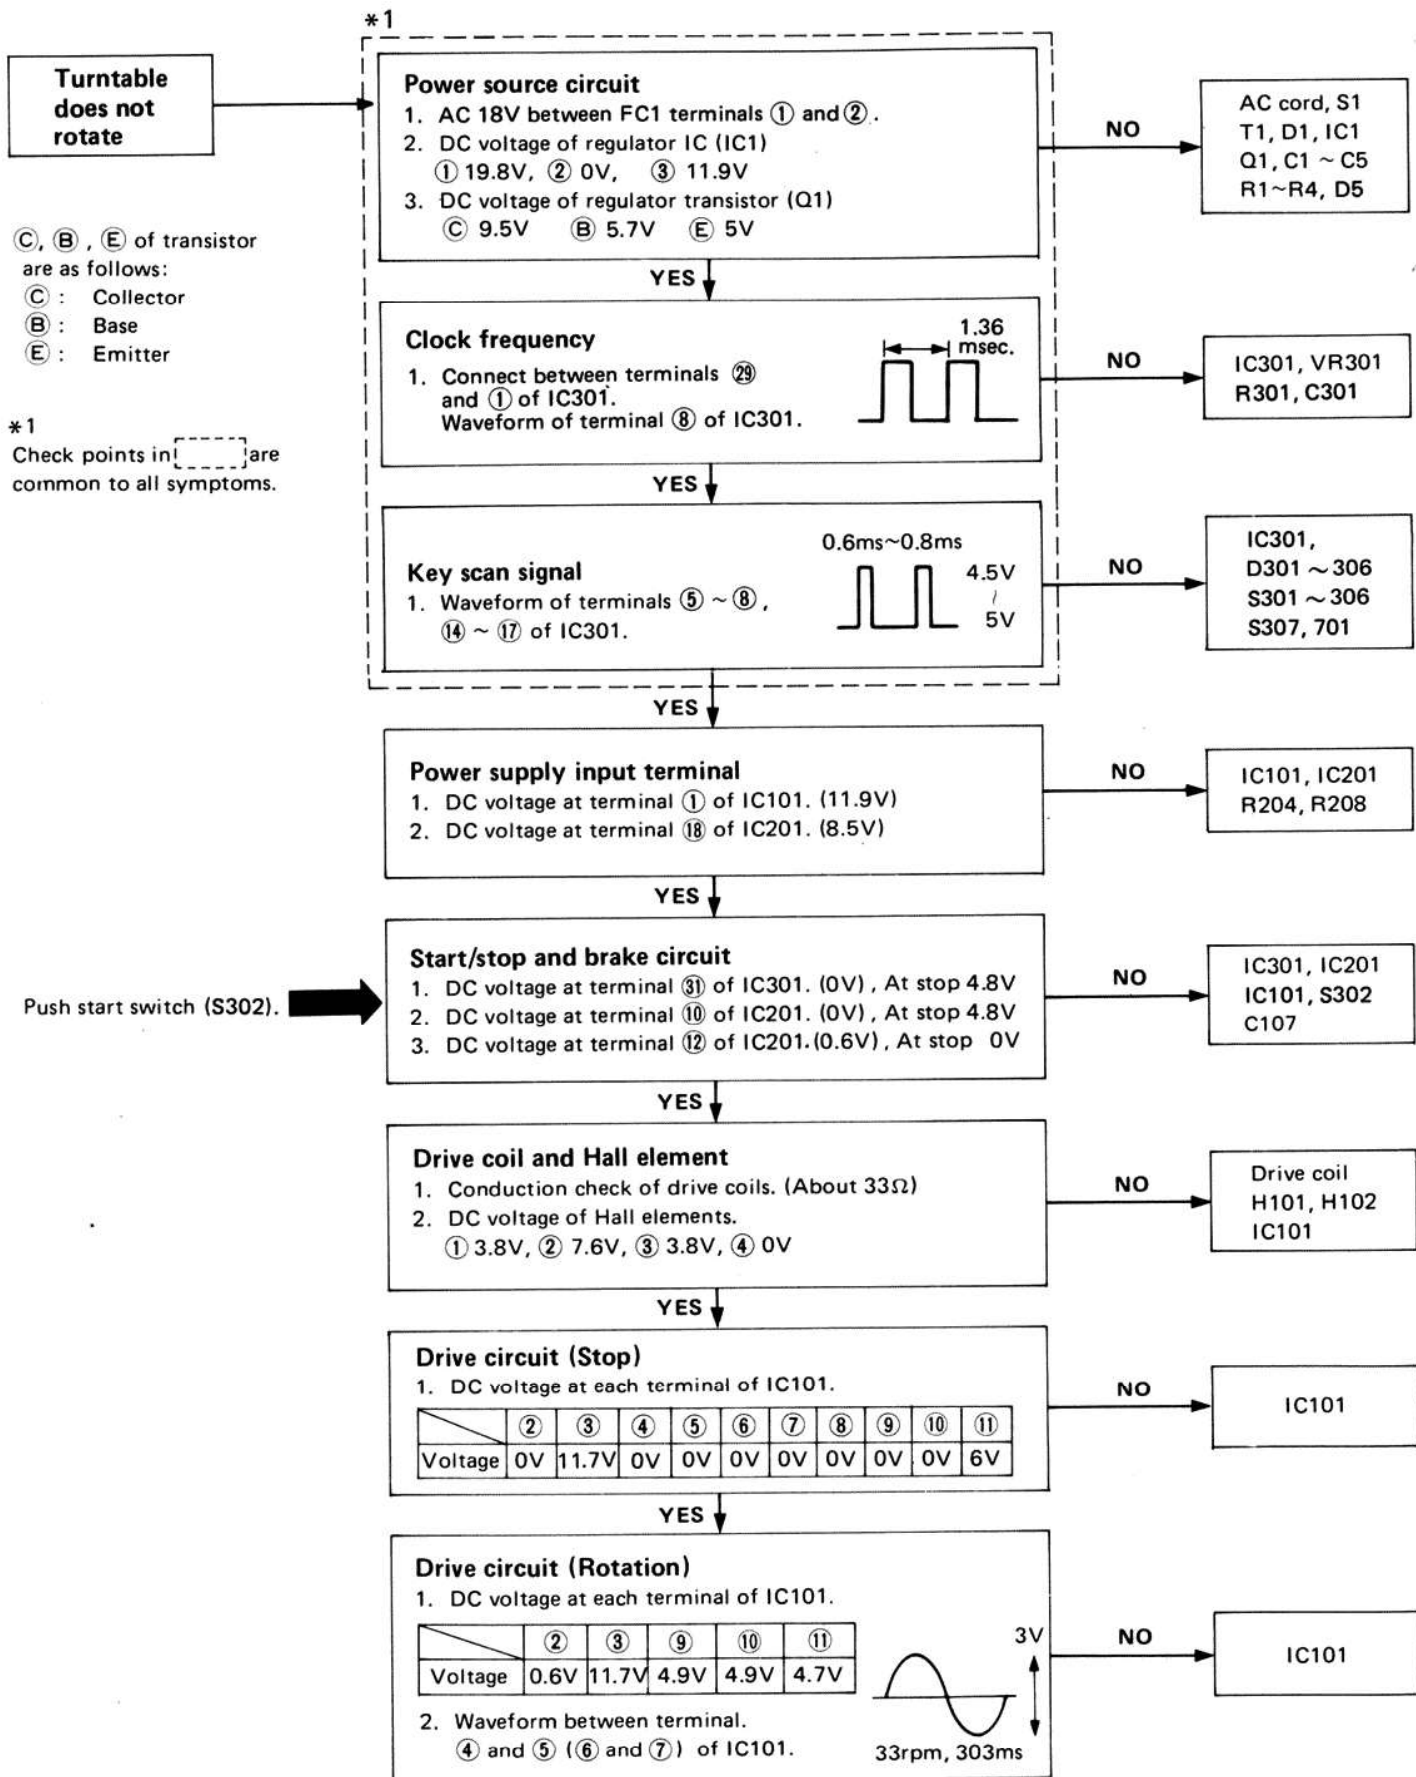 *1
Turntable
does not
rotate
Power source circuit
1. AC 18V between FC1 terminals ① and ②.
2. DC voltage of regulator IC (IC1)
① 19.8V, ② 0V, ③ 11.9V
3. DC voltage of regulator transistor (Q1)
Ⓒ 9.5V Ⓑ 5.7V Ⓔ 5V
NO
AC cord, S1
T1, D1, IC1
Q1, C1 ~ C5
R1~R4, D5
Ⓒ, Ⓑ, Ⓔ of transistor
are as follows:
Ⓒ : Collector
Ⓑ : Base
Ⓔ : Emitter
*1
Check points in are
common to all symptoms.
YES
Clock frequency
1. Connect between terminals ㉙
and ① of IC301.
Waveform of terminal ⑧ of IC301.
1.36
msec.
NO
IC301, VR301
R301, C301
YES
Key scan signal
1. Waveform of terminals ⑤ ~ ⑧,
⑭ ~ ⑰ of IC301.
0.6ms~0.8ms
4.5V
~
5V
NO
IC301,
D301 ~ 306
S301 ~ 306
S307, 701
YES
Power supply input terminal
1. DC voltage at terminal ① of IC101. (11.9V)
2. DC voltage at terminal ⑱ of IC201. (8.5V)
NO
IC101, IC201
R204, R208
YES
Push start switch (S302).
Start/stop and brake circuit
1. DC voltage at terminal ㉛ of IC301. (0V), At stop 4.8V
2. DC voltage at terminal ⑩ of IC201. (0V), At stop 4.8V
3. DC voltage at terminal ⑫ of IC201. (0.6V), At stop 0V
NO
IC301, IC201
IC101, S302
C107
YES
Drive coil and Hall element
1. Conduction check of drive coils. (About 33Ω)
2. DC voltage of Hall elements.
① 3.8V, ② 7.6V, ③ 3.8V, ④ 0V
NO
Drive coil
H101, H102
IC101
YES
Drive circuit (Stop)
1. DC voltage at each terminal of IC101.
② ③ ④ ⑤ ⑥ ⑦ ⑧ ⑨ ⑩ ⑪
Voltage 0V 11.7V 0V 0V 0V 0V 0V 0V 0V 6V
NO
IC101
YES
Drive circuit (Rotation)
1. DC voltage at each terminal of IC101.
② ③ ⑨ ⑩ ⑪
Voltage 0.6V 11.7V 4.9V 4.9V 4.7V
2. Waveform between terminal.
④ and ⑤ (⑥ and ⑦) of IC101.
3V
33rpm, 303ms
NO
IC101